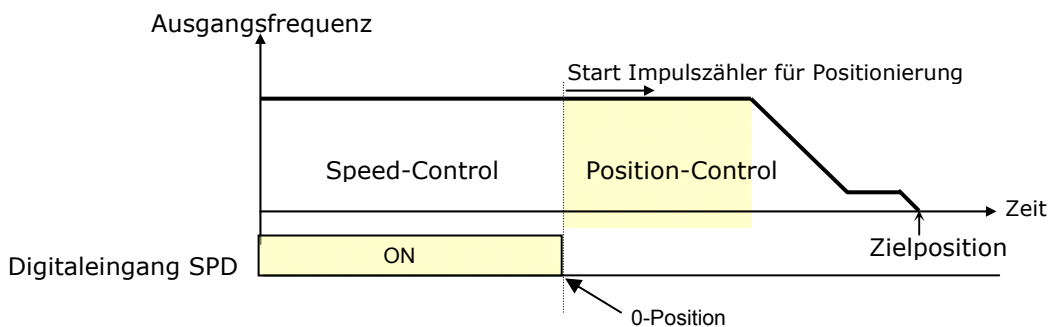 Ausgangsfrequenz
Start Impulszähler für Positionierung
Speed-Control
Position-Control
Zeit
Zielposition
Digitaleingang SPD
ON
0-Position